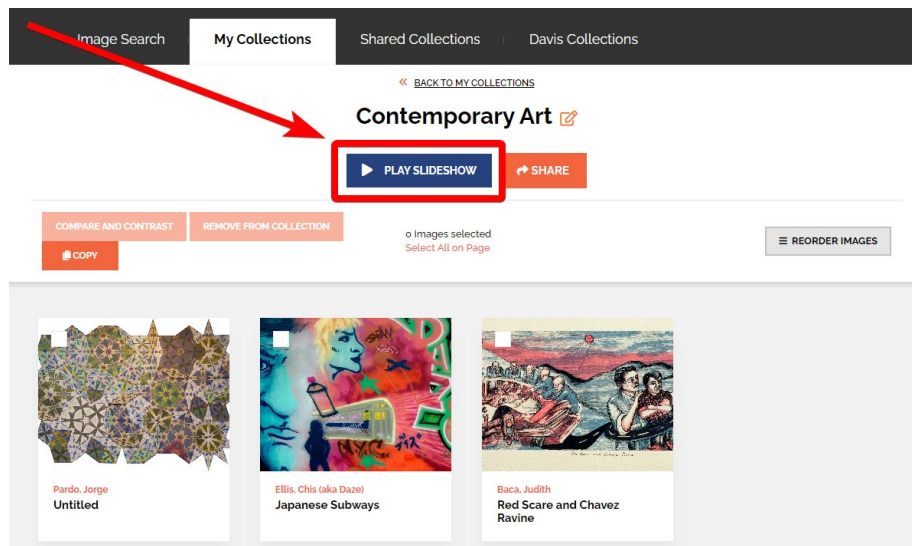 Image Search
My Collections
Shared Collections
Davis Collections
« BACK TO MY COLLECTIONS
Contemporary Art
PLAY SLIDESHOW
SHARE
COMPARE AND CONTRAST
REMOVE FROM COLLECTION
COPY
0 Images selected
Select All on Page
REORDER IMAGES
Pardo, Jorge
Untitled
Ellis, Chis (aka Daze)
Japanese Subways
Baca, Judith
Red Scare and Chavez
Ravine